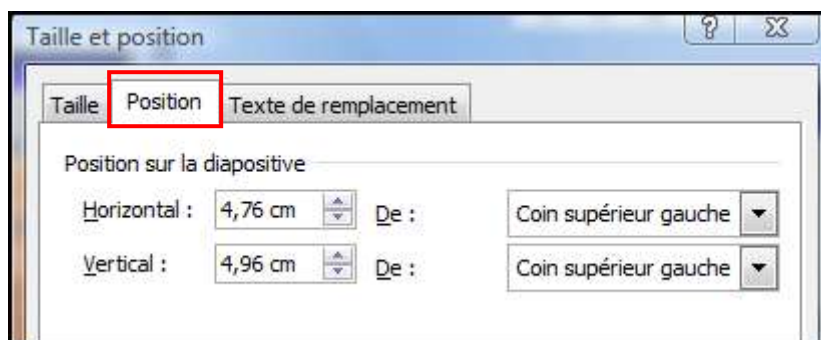 Taille et position
Taille Position Texte de remplacement
Position sur la diapositive
Horizontal : 4,76 cm De : Coin supérieur gauche
Vertical : 4,96 cm De : Coin supérieur gauche